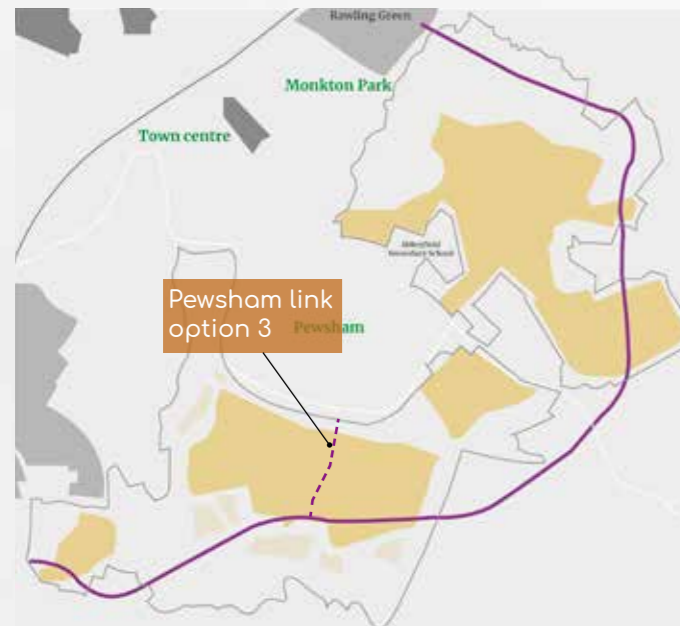 Rawling Green
Monkton Park
Town centre
Abbeyfield
Secondary School
Pewsham link
option 3
Pewsham